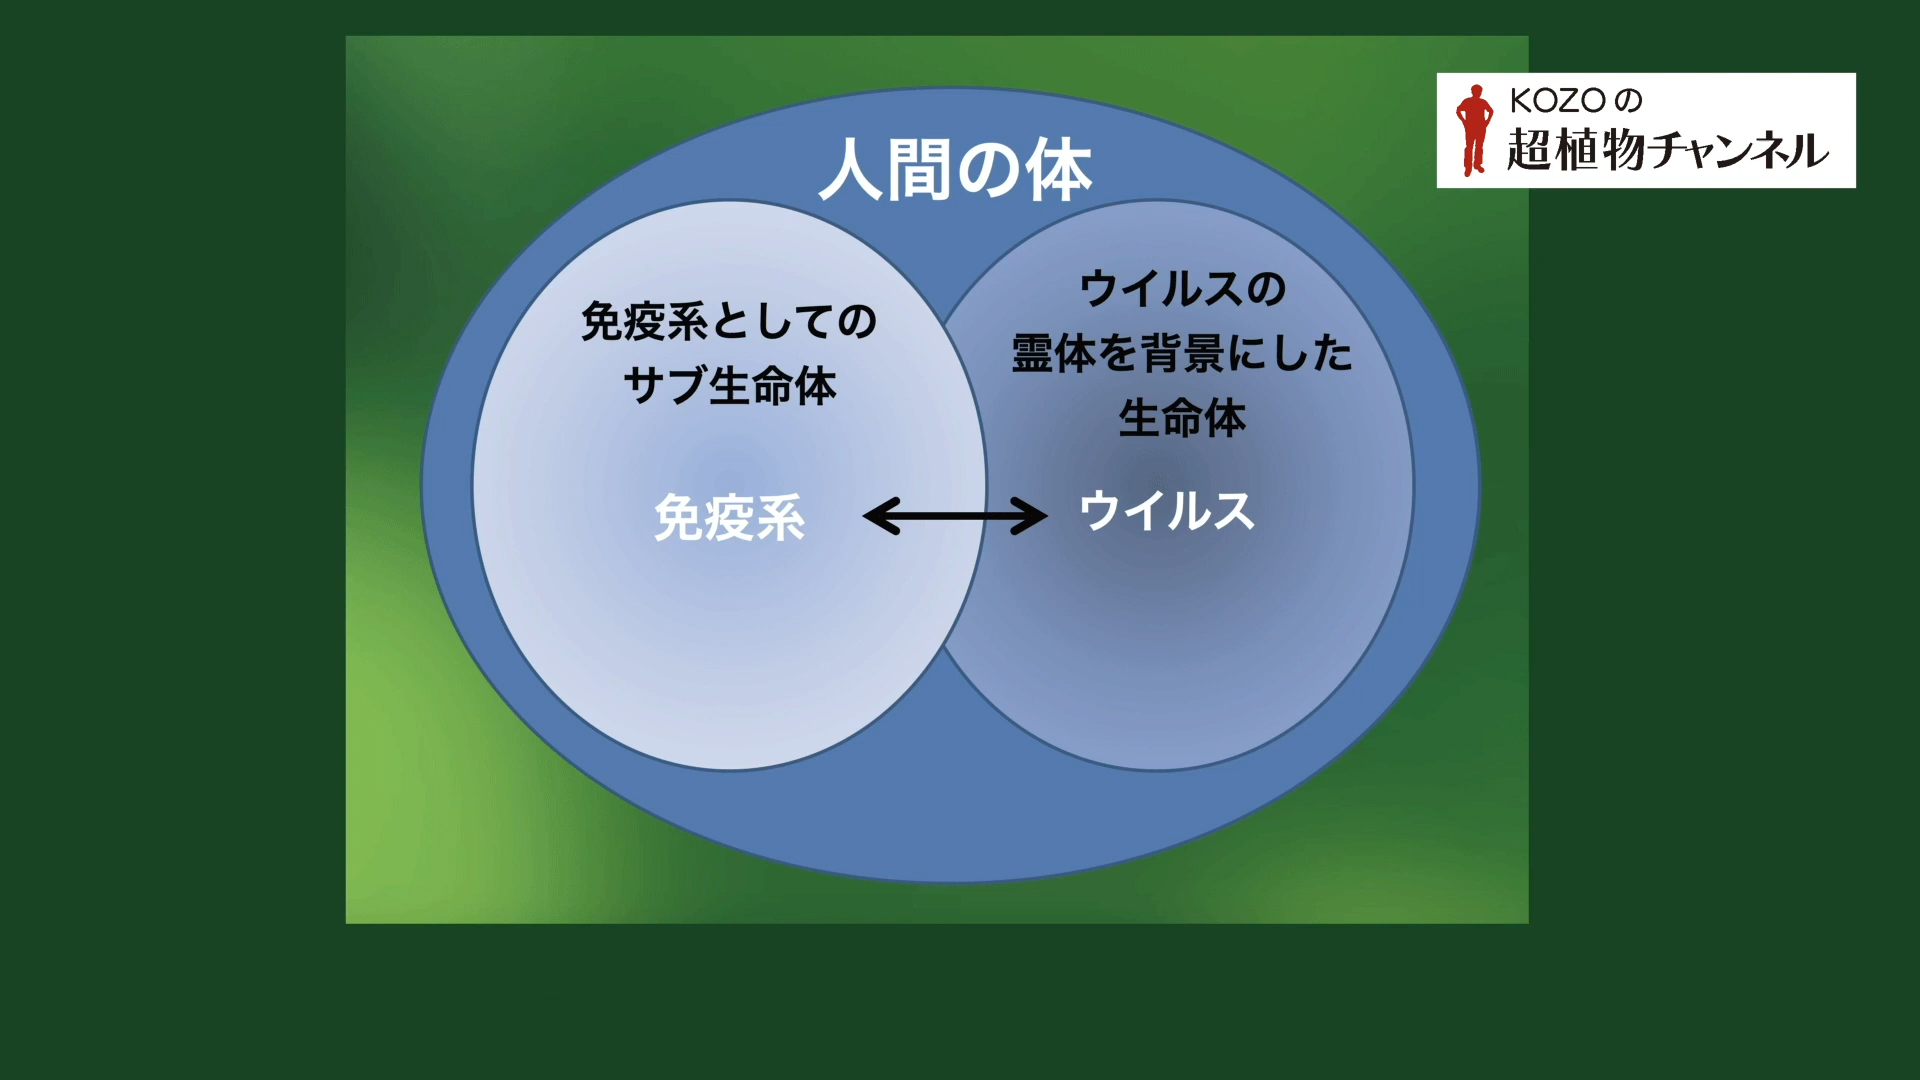 KOZOの
超植物チャンネル
人間の体
免疫系としての
サブ生命体
免疫系
ウイルスの
霊体を背景にした
生命体
ウイルス